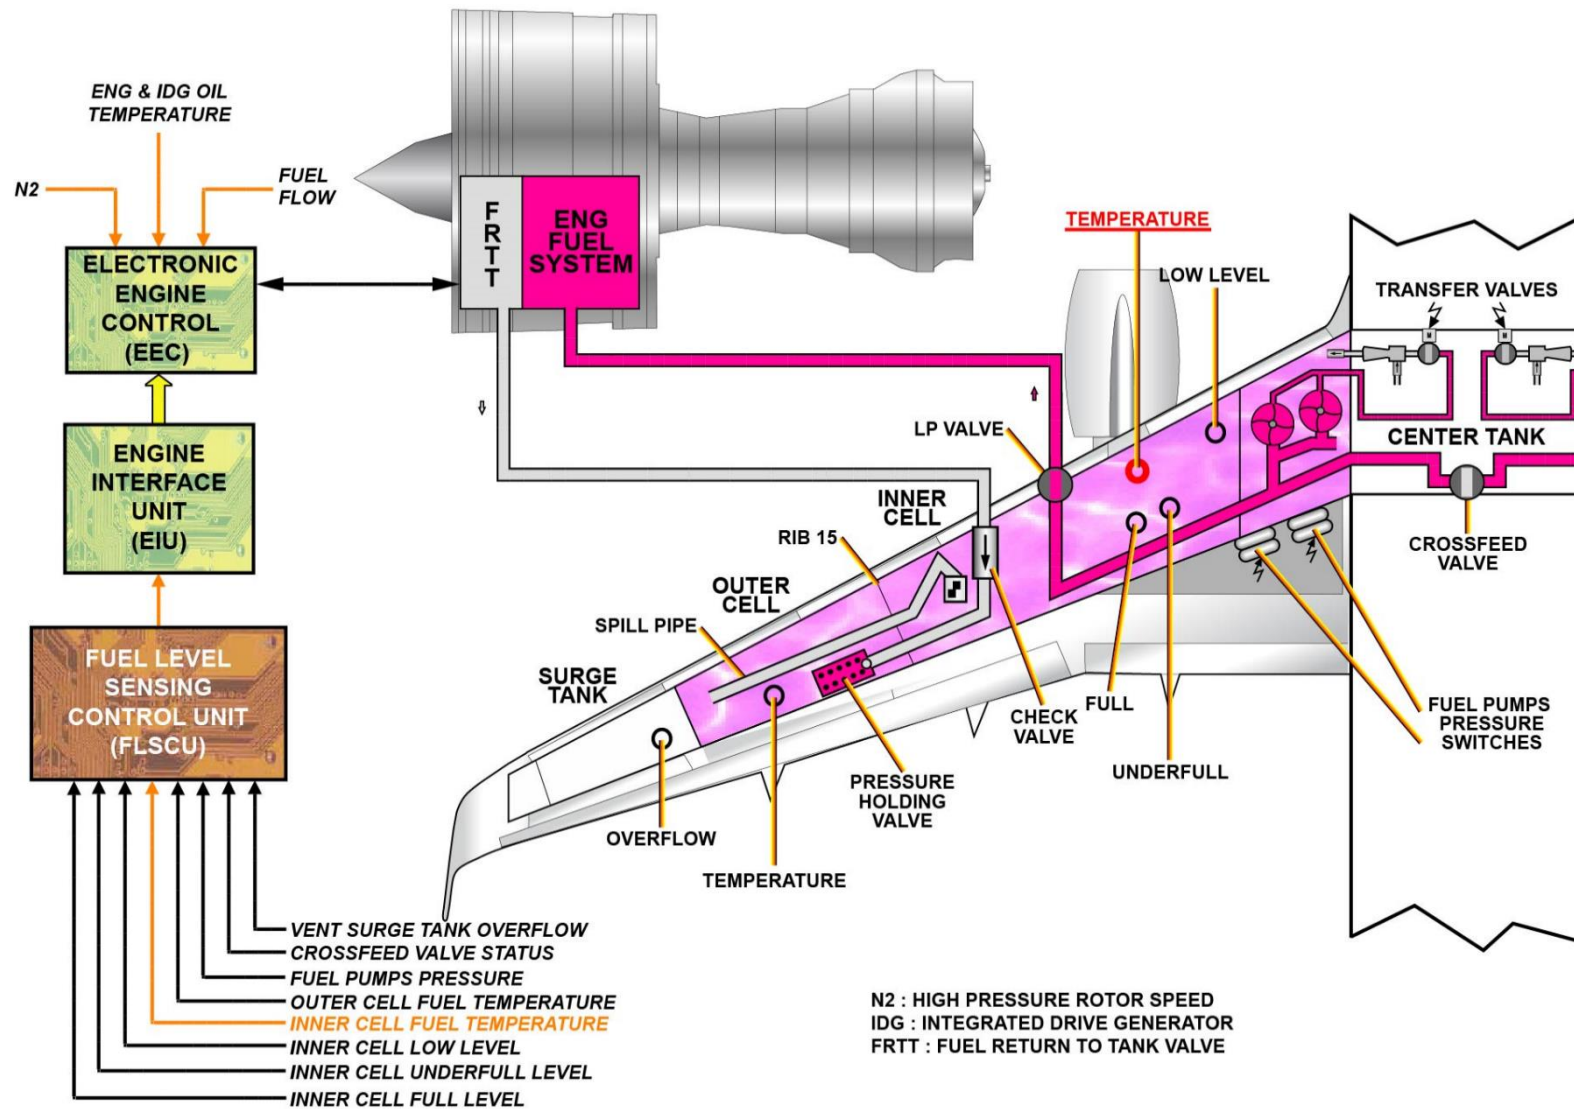 ENG & IDG OIL
TEMPERATURE
N2
FUEL
FLOW
ELECTRONIC
ENGINE
CONTROL
(EEC)
ENGINE
INTERFACE
UNIT
(EIU)
FUEL LEVEL
SENSING
CONTROL UNIT
(FLSCU)
F
R
T
T
ENG
FUEL
SYSTEM
TEMPERATURE
LOW LEVEL
TRANSFER VALVES
M
M
LP VALVE
CENTER TANK
INNER
CELL
RIB 15
CROSSFEED
VALVE
OUTER
CELL
SPILL PIPE
SURGE
TANK
FULL
CHECK
VALVE
FUEL PUMPS
PRESSURE
SWITCHES
UNDERFULL
PRESSURE
HOLDING
VALVE
OVERFLOW
TEMPERATURE
VENT SURGE TANK OVERFLOW
CROSSFEED VALVE STATUS
FUEL PUMPS PRESSURE
OUTER CELL FUEL TEMPERATURE
INNER CELL FUEL TEMPERATURE
INNER CELL LOW LEVEL
INNER CELL UNDERFULL LEVEL
INNER CELL FULL LEVEL
N2 : HIGH PRESSURE ROTOR SPEED
IDG : INTEGRATED DRIVE GENERATOR
FRTT : FUEL RETURN TO TANK VALVE